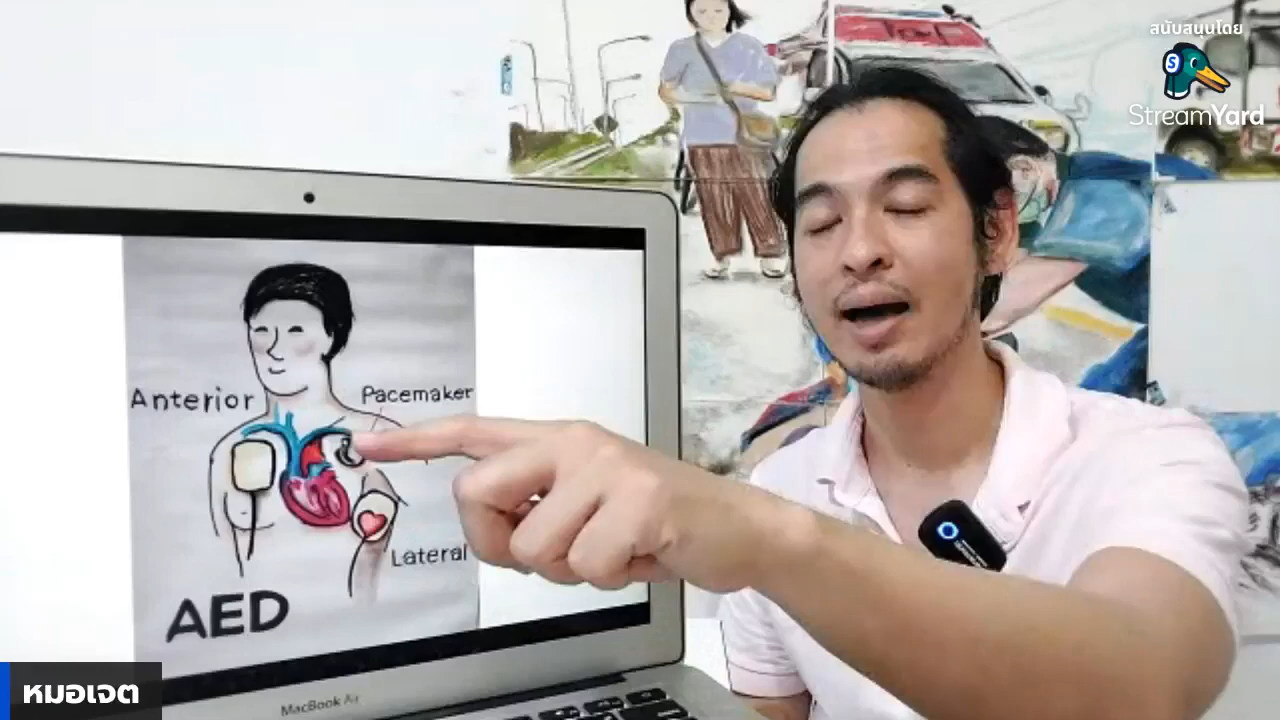 สนับสนุนโดย
S
StreamYard
Anterior
Pacemaker
Lateral
AED
MacBook Air
หมอเจต